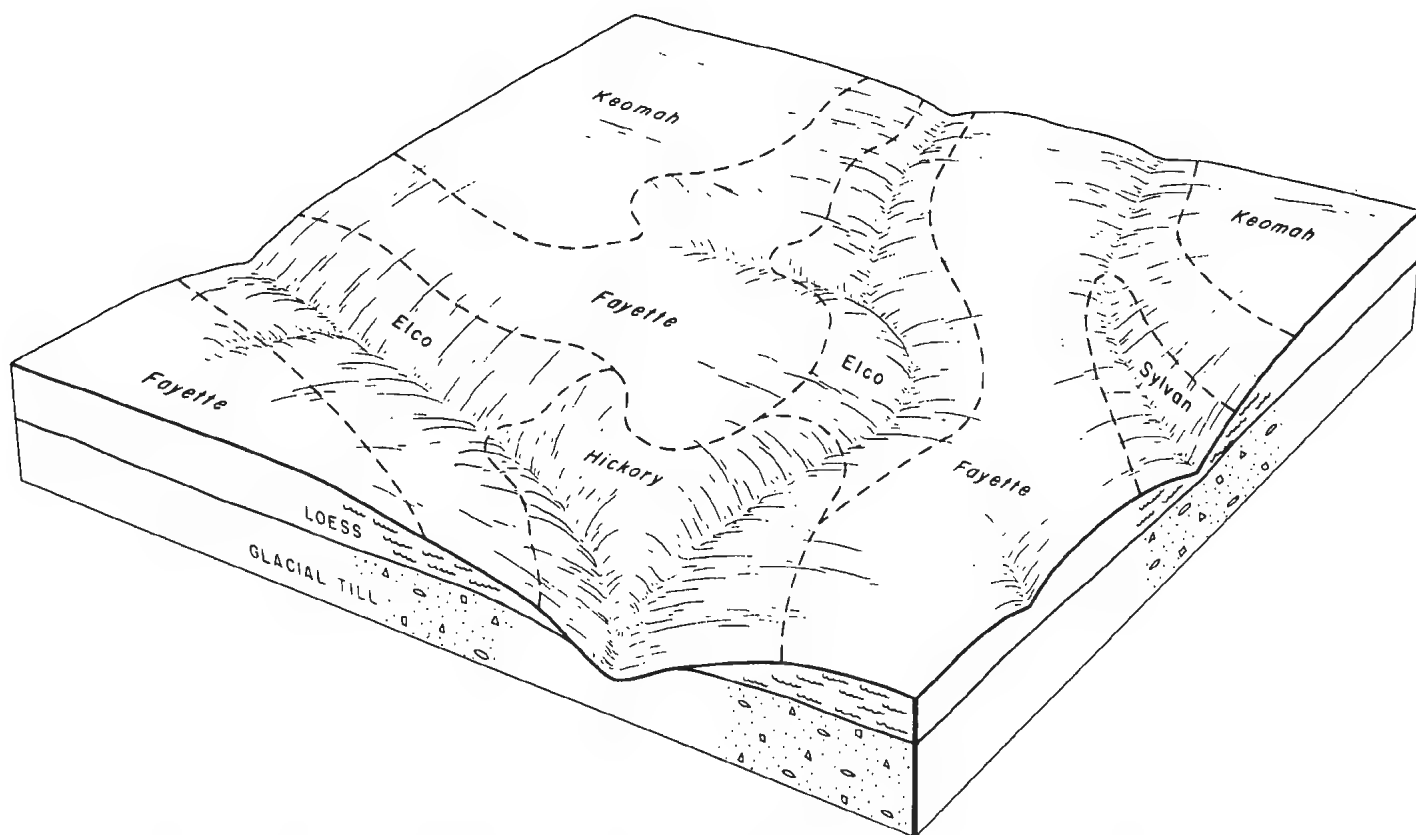 Keomah
Keomah
Fayette
Elco
Elco
Sylvan
Fayette
Hickory
Fayette
LOESS
GLACIAL TILL